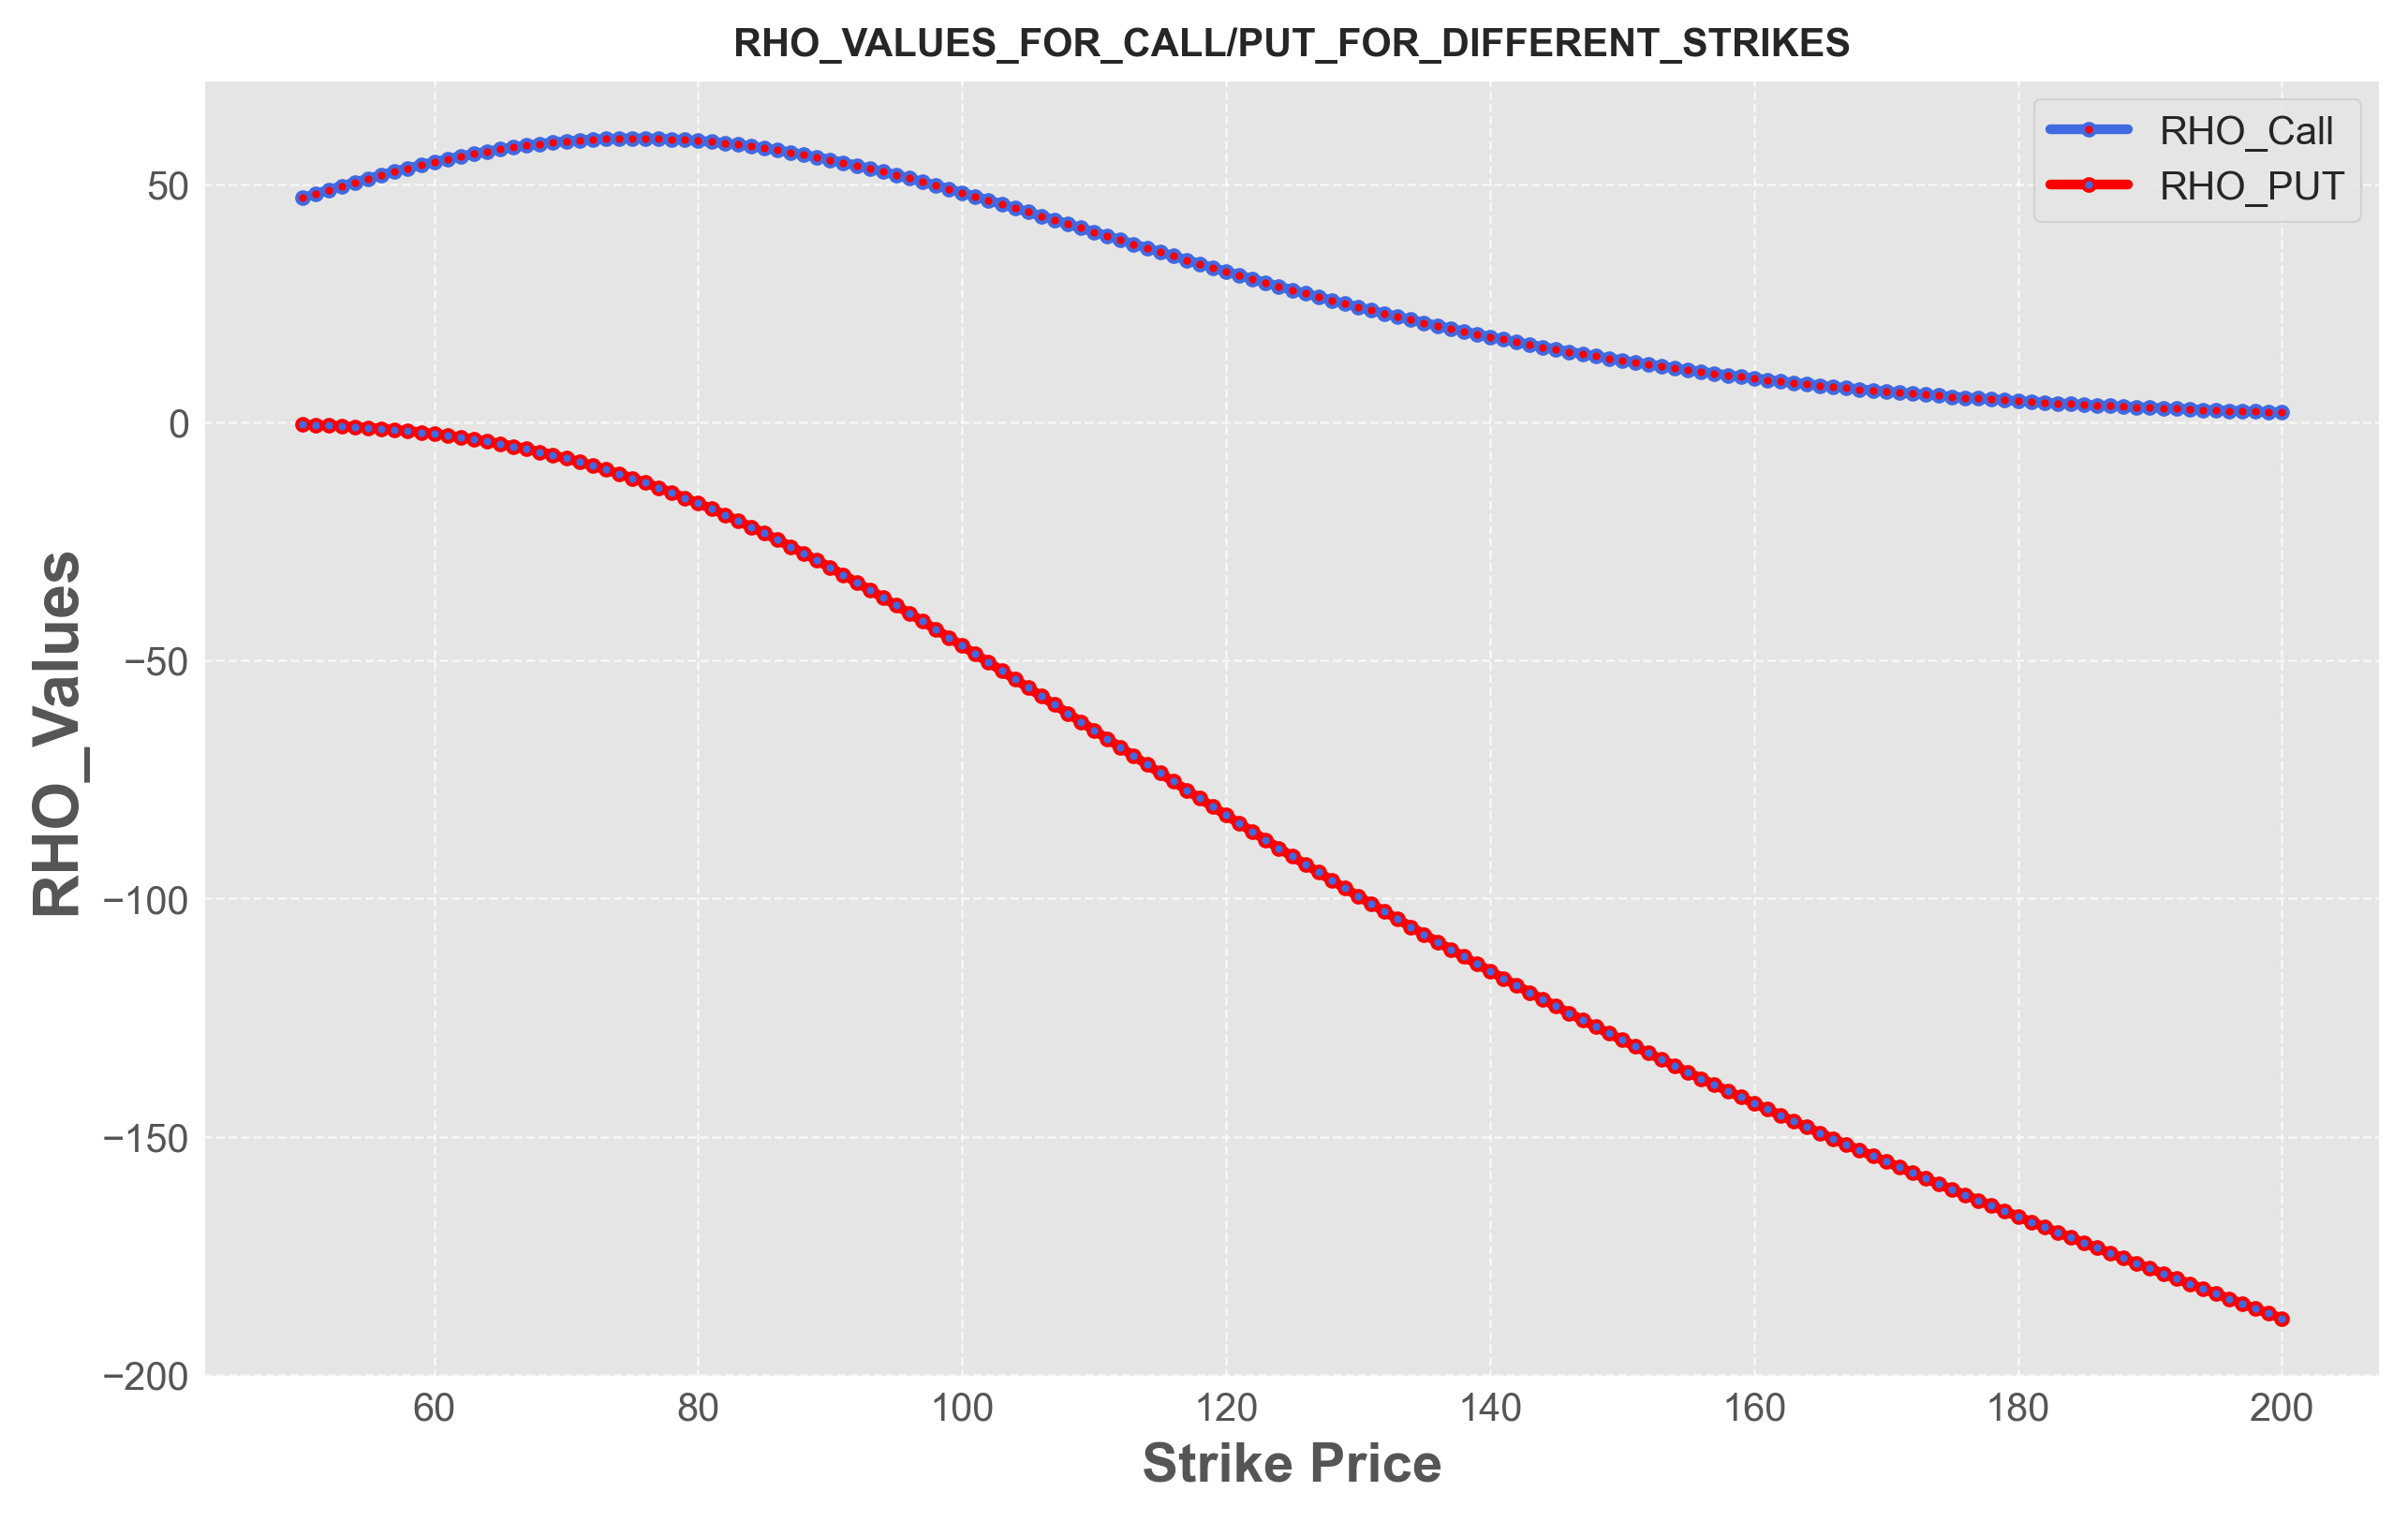 RHO_VALUES_FOR_CALL/PUT_FOR_DIFFERENT_STRIKES
RHO_Call
RHO_PUT
RHO_Values
50
0
−50
−100
−150
−200
60 80 100 120 140 160 180 200
Strike Price